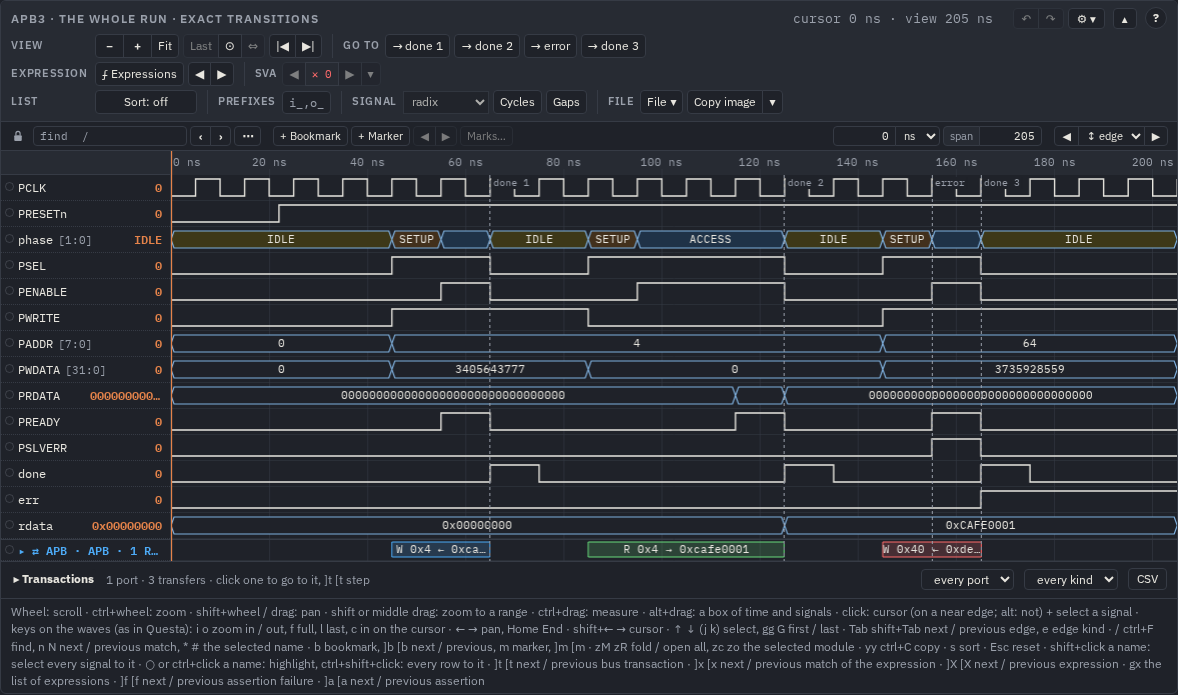 APB3 · THE WHOLE RUN · EXACT TRANSITIONS
cursor 0 ns · view 205 ns
↶ ↷ ⚙ ▾ ▴ ?
VIEW − + Fit Last ⊙ ⇔ |◀ ▶| GO TO → done 1 → done 2 → error → done 3
EXPRESSION ⨍ Expressions ◀ ▶ SVA ◀ × 0 ▶ ▾
LIST Sort: off PREFIXES i_,o_ SIGNAL radix Cycles Gaps FILE File ▾ Copy image ▾
find / ‹ › ··· + Bookmark + Marker ◀ ▶ Marks... 0 ns span 205 ◀ ↕ edge ▶
0 ns 20 ns 40 ns 60 ns 80 ns 100 ns 120 ns 140 ns 160 ns 180 ns 200 ns
PCLK 0 done 1 done 2 error done 3
PRESETn 0
phase [1:0] IDLE IDLE SETUP IDLE SETUP ACCESS IDLE SETUP IDLE
PSEL 0
PENABLE 0
PWRITE 0
PADDR [7:0] 0 0 4 64
PWDATA [31:0] 0 0 3405643777 0 3735928559
PRDATA 000000000… 00000000000000000000000000000000 00000000000000000000000000000000
PREADY 0
PSLVERR 0
done 0
err 0
rdata 0x00000000 0x00000000 0xCAFE0001
▸ ⇄ APB · APB · 1 R… W 0x4 ← 0xca… R 0x4 → 0xcafe0001 W 0x40 ← 0xde…
▸ Transactions 1 port · 3 transfers · click one to go to it, ]t [t step every port every kind CSV
Wheel: scroll · ctrl+wheel: zoom · shift+wheel / drag: pan · shift or middle drag: zoom to a range · ctrl+drag: measure · alt+drag: a box of time and signals · click: cursor (on a near edge; alt: not) + select a signal ·
keys on the waves (as in Questa): i o zoom in / out, f full, l last, c in on the cursor · ← → pan, Home End · shift+← → cursor · ↑ ↓ (j k) select, gg G first / last · Tab shift+Tab next / previous edge, e edge kind · / ctrl+F
find, n N next / previous match, * # the selected name · b bookmark, ]b [b next / previous, m marker, ]m [m · zM zR fold / open all, zc zo the selected module · yy ctrl+C copy · s sort · Esc reset · shift+click a name:
select every signal to it · ○ or ctrl+click a name: highlight, ctrl+shift+click: every row to it · ]t [t next / previous bus transaction · ]x [x next / previous match of the expression · ]X [X next / previous expression · gx the
list of expressions · ]f [f next / previous assertion failure · ]a [a next / previous assertion